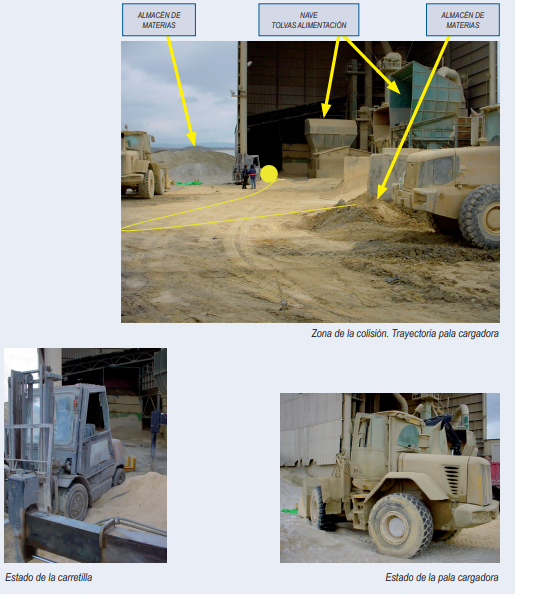 ALMACÉN DE
MATERIAS
NAVE
TOLVAS ALIMENTACIÓN
ALMACÉN DE
MATERIAS
Zona de la colisión. Trayectoria pala cargadora
Estado de la carretilla
Estado de la pala cargadora